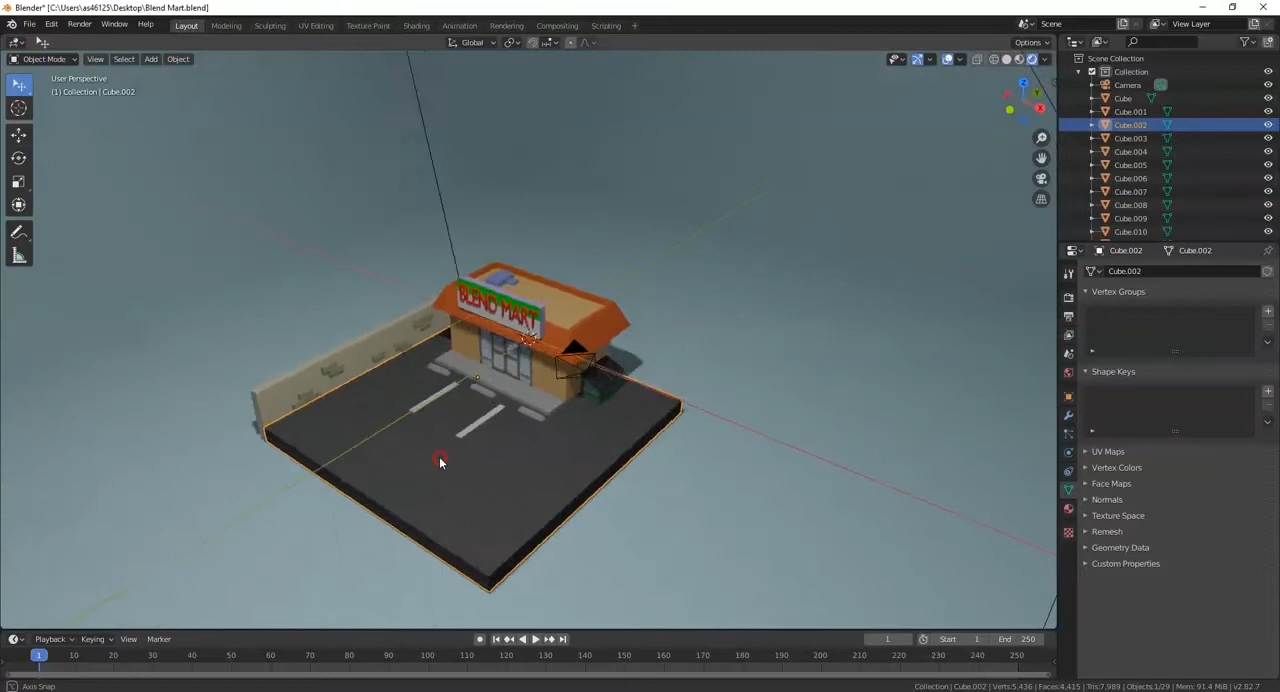 Blender* [C:\Users\as46125\Desktop\Blend Mart.blend]
File Edit Render Window Help Layout Modeling Sculpting UV Editing Texture Paint Shading Animation Rendering Compositing Scripting + Scene View Layer
Global Options
Object Mode View Select Add Object
User Perspective
(1) Collection | Cube.002
Z
Y
X
BLEND MART
Scene Collection
Collection
Camera
Cube
Cube.001
Cube.002
Cube.003
Cube.004
Cube.005
Cube.006
Cube.007
Cube.008
Cube.009
Cube.010
Cube.002 Cube.002
Cube.002
Vertex Groups
Shape Keys
UV Maps
Vertex Colors
Face Maps
Normals
Texture Space
Remesh
Geometry Data
Custom Properties
Playback Keying View Marker 1 Start 1 End 250
1 10 20 30 40 50 60 70 80 90 100 110 120 130 140 150 160 170 180 190 200 210 220 230 240 250
Axis Snap Collection | Cube.002 | Verts:5,436 | Faces:4,415 | Tris:7,989 | Objects:1/29 | Mem: 91.4 MiB | v2.82.7